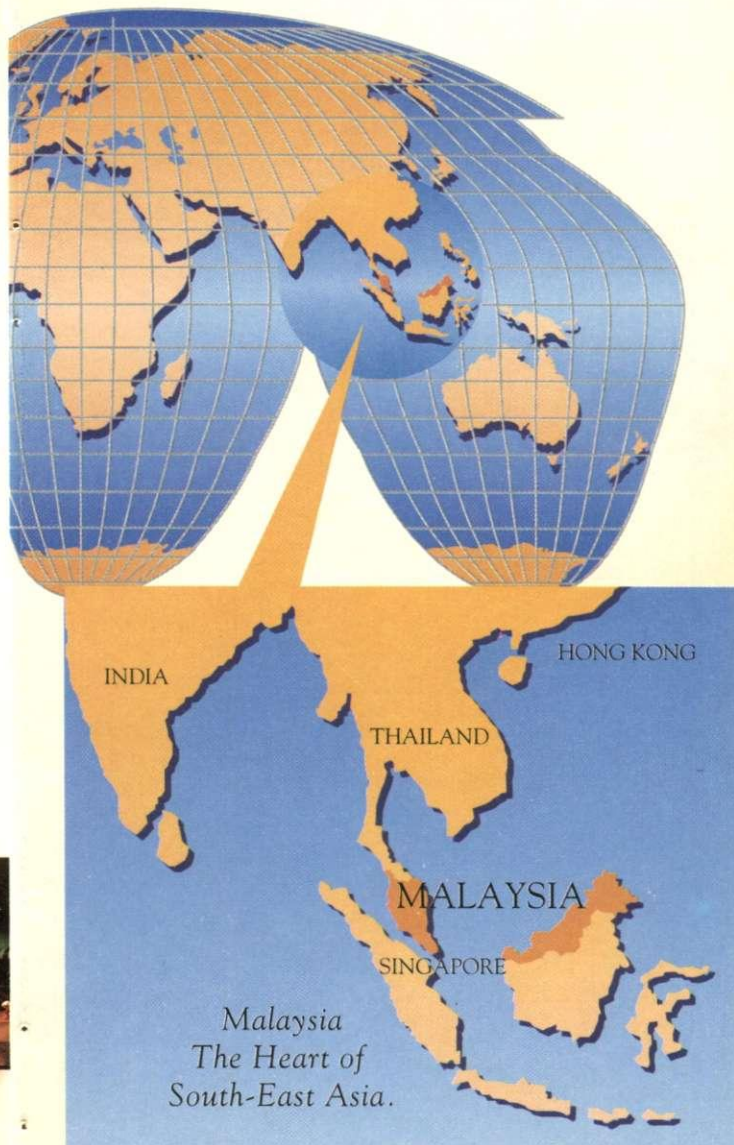 INDIA
HONG KONG
THAILAND
MALAYSIA
SINGAPORE
Malaysia
The Heart of
South-East Asia.